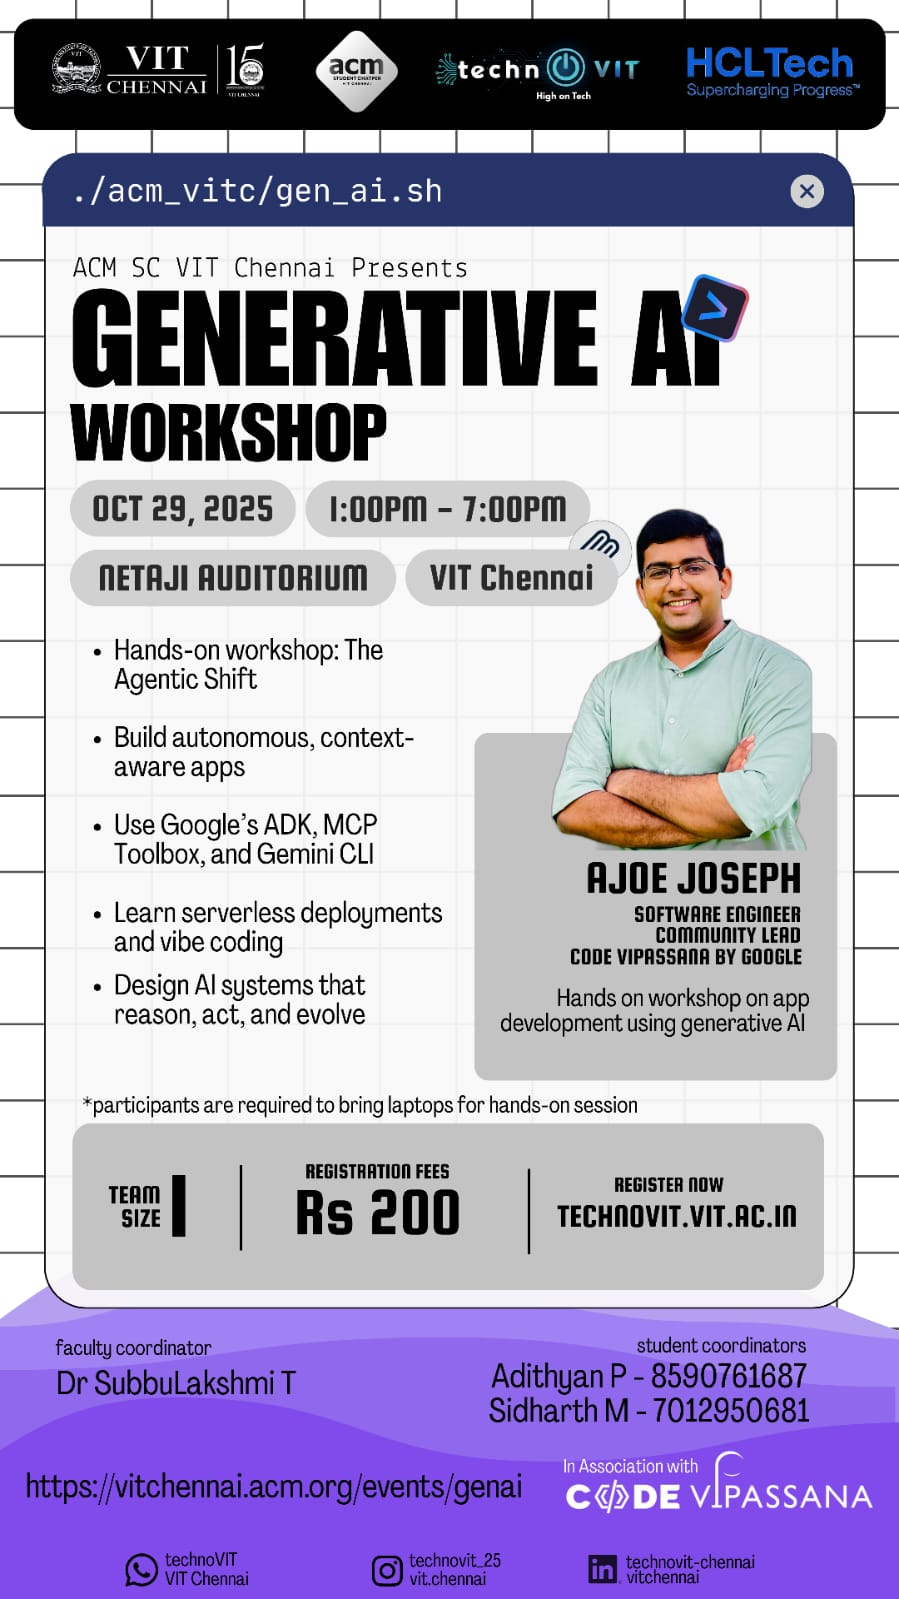 VIT
CHENNAI
15
VIT CHENNAI
acm
STUDENT CHAPTER
VIT CHENNAI
techn VIT
High on Tech
HCLTech
Supercharging Progress™
./acm_vitc/gen_ai.sh
ACM SC VIT Chennai Presents
GENERATIVE AI
WORKSHOP
OCT 29, 2025
1:00PM – 7:00PM
NETAJI AUDITORIUM
VIT Chennai
• Hands-on workshop: The
Agentic Shift
• Build autonomous, context-
aware apps
• Use Google's ADK, MCP
Toolbox, and Gemini CLI
• Learn serverless deployments
and vibe coding
• Design AI systems that
reason, act, and evolve
AJOE JOSEPH
SOFTWARE ENGINEER
COMMUNITY LEAD
CODE VIPASSANA BY GOOGLE
Hands on workshop on app
development using generative AI
*participants are required to bring laptops for hands-on session
TEAM
SIZE
1
REGISTRATION FEES
Rs 200
REGISTER NOW
TECHNOVIT.VIT.AC.IN
faculty coordinator
Dr SubbuLakshmi T
student coordinators
Adithyan P - 8590761687
Sidharth M - 7012950681
https://vitchennai.acm.org/events/genai
In Association with
CODE VIPASSANA
technoVIT
VIT Chennai
technovit_25
vit.chennai
technovit-chennai
vitchennai